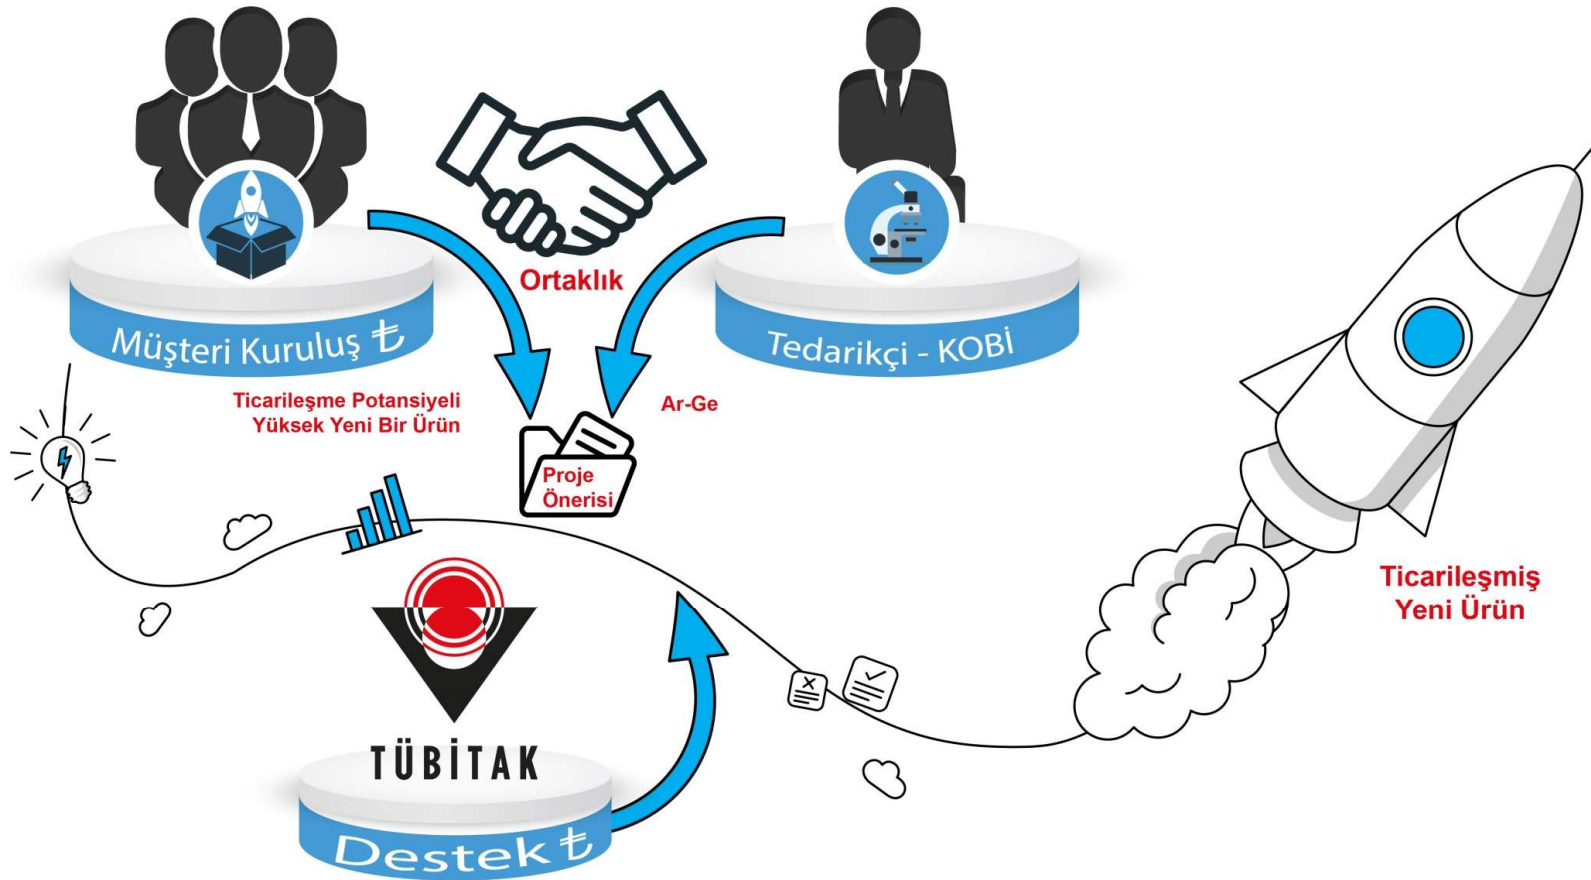 Ortaklık
Müşteri Kuruluş ₺
Tedarikçi - KOBİ
Ticarileşme Potansiyeli
Yüksek Yeni Bir Ürün
Ar-Ge
Proje
Önerisi
Ticarileşmiş
Yeni Ürün
TÜBİTAK
Destek ₺